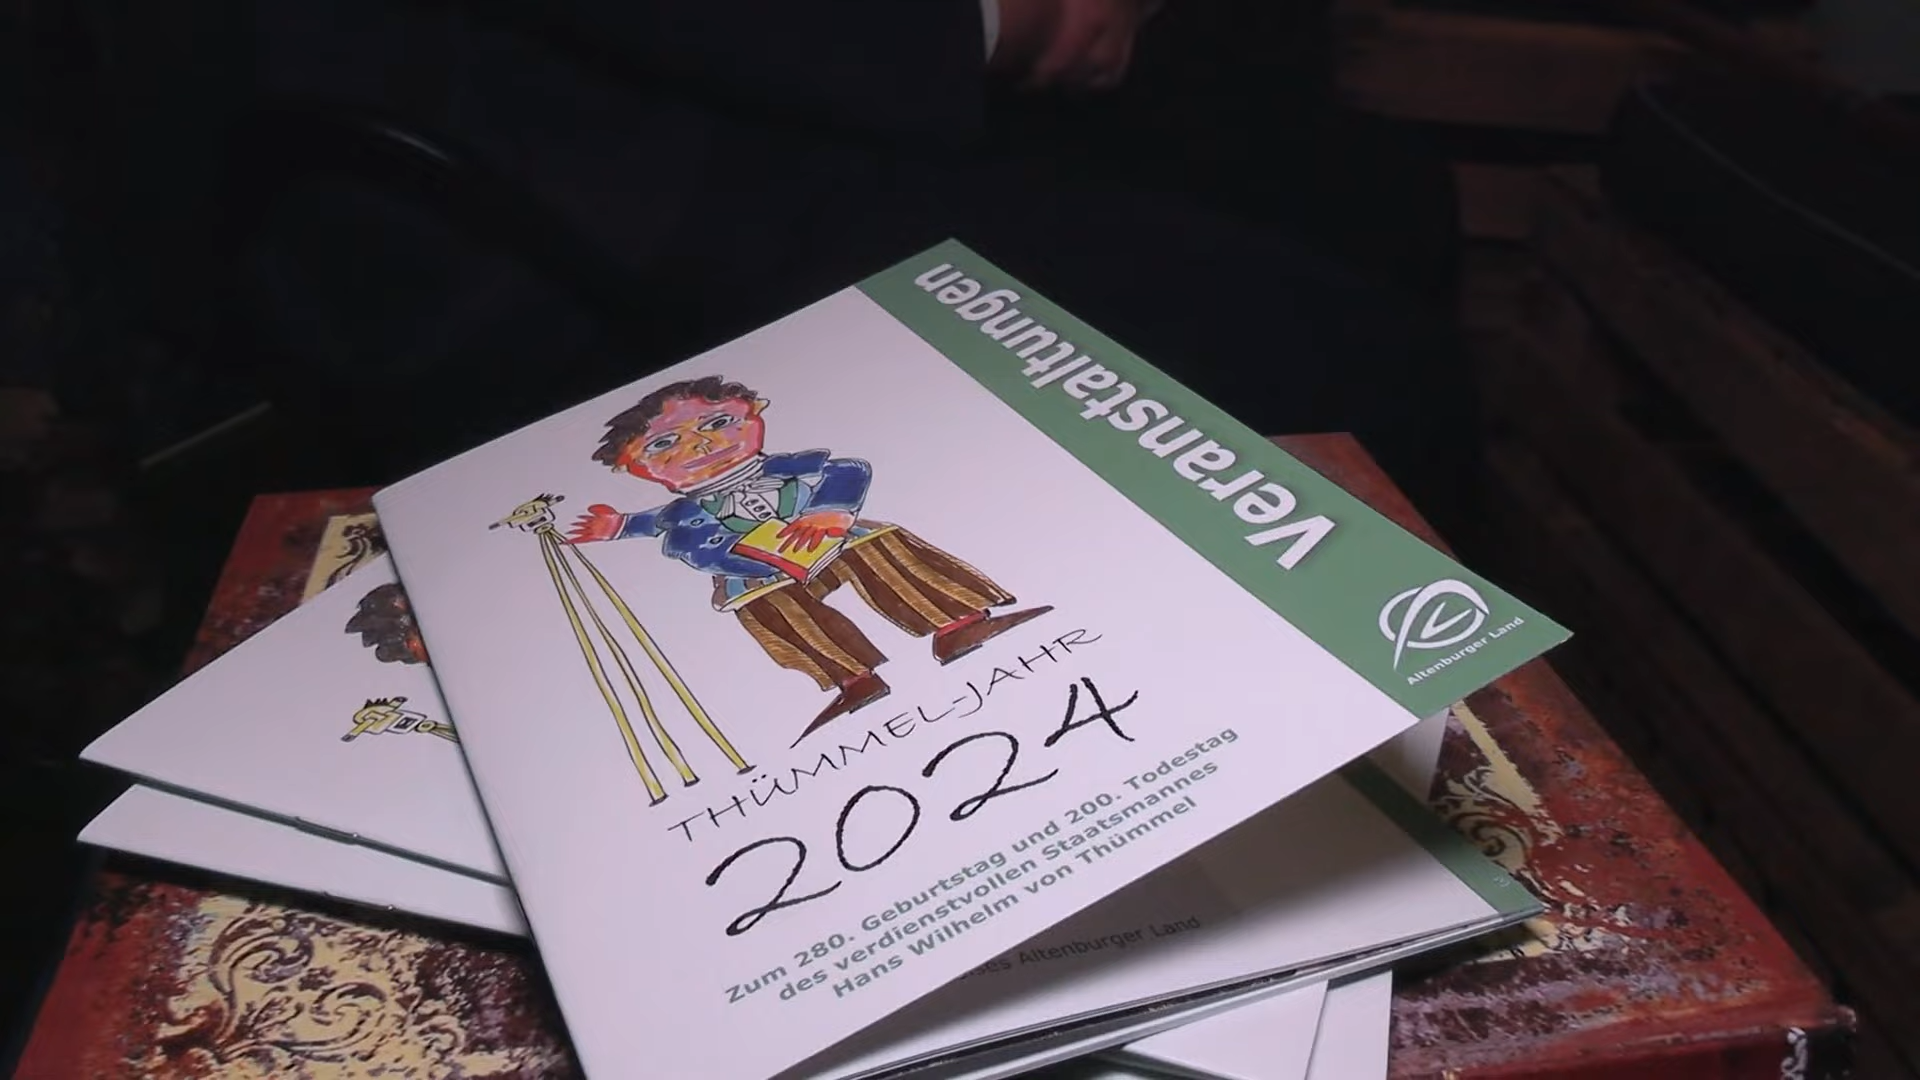 Veranstaltungen
Altenburger Land
THÜMMEL-JAHR
2024
Zum 280. Geburtstag und 200. Todestag
des verdienstvollen Staatsmannes
Hans Wilhelm von Thümmel
Altenburger Land
3